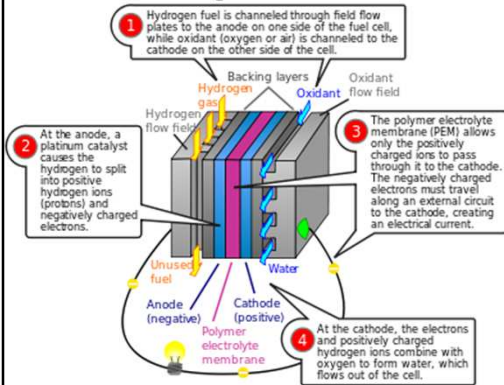 1
Hydrogen fuel is channeled through field flow
plates to the anode on one side of the fuel cell,
while oxidant (oxygen or air) is channeled to the
cathode on the other side of the cell.
Hydrogen
gas
Backing layers
Oxidant
Oxidant
flow field
Hydrogen
flow field
2
At the anode, a
platinum catalyst
causes the
hydrogen to split
into positive
hydrogen ions
(protons) and
negatively charged
electrons.
3
The polymer electrolyte
membrane (PEM) allows
only the positively
charged ions to pass
through it to the cathode.
The negatively charged
electrons must travel
along an external circuit
to the cathode, creating
an electrical current.
Unused
fuel
Water
Anode
(negative)
Cathode
(positive)
Polymer
electrolyte
membrane
4
At the cathode, the electrons
and positively charged
hydrogen ions combine with
oxygen to form water, which
flows out of the cell.